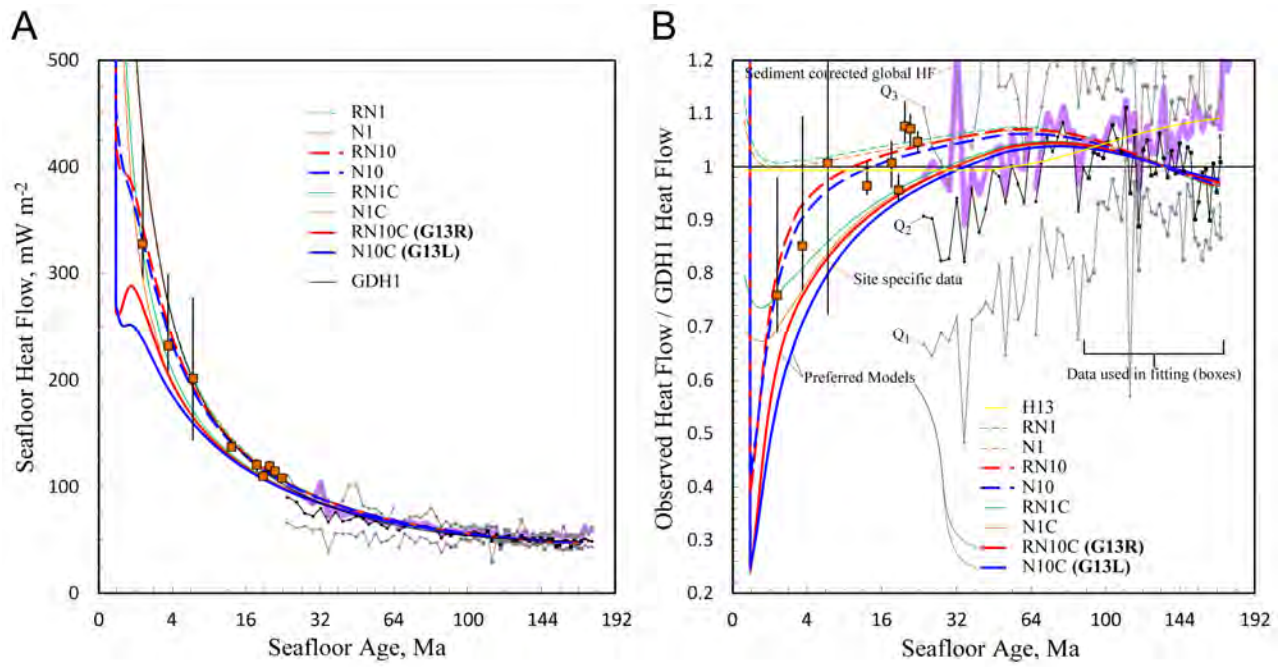 A
500
400
300
200
100
0
Seafloor Heat Flow, mW m-2
RN1
N1
RN10
N10
RN1C
N1C
RN10C (G13R)
N10C (G13L)
GDH1
0 4 16 32 64 100 144 192
Seafloor Age, Ma
B
1.2
1.1
1
0.9
0.8
0.7
0.6
0.5
0.4
0.3
0.2
Observed Heat Flow / GDH1 Heat Flow
Sediment corrected global HF
Q3
Q2
Site specific data
Q1
Preferred Models
Data used in fitting (boxes)
H13
RN1
N1
RN10
N10
RN1C
N1C
RN10C (G13R)
N10C (G13L)
0 4 16 32 64 100 144 192
Seafloor Age, Ma